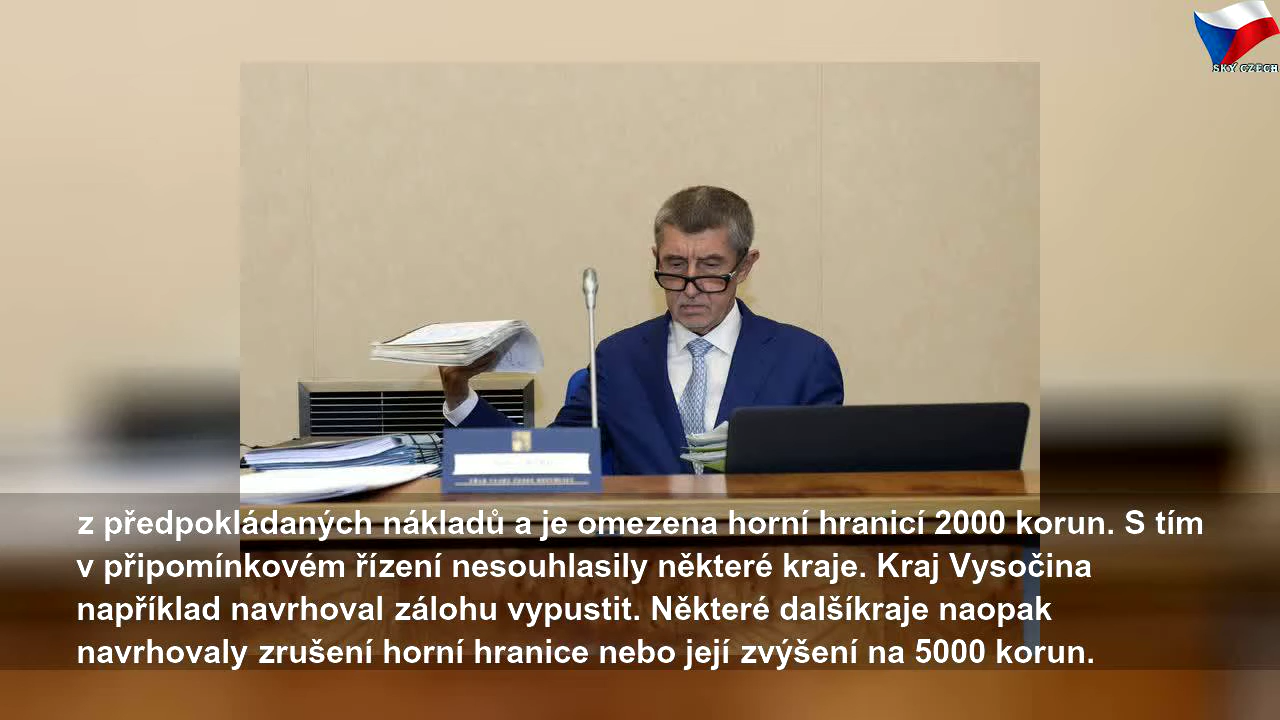 SKY CZECH
z předpokládaných nákladů a je omezena horní hranicí 2000 korun. S tím
v připomínkovém řízení nesouhlasily některé kraje. Kraj Vysočina
například navrhoval zálohu vypustit. Některé dalšíkraje naopak
navrhovaly zrušení horní hranice nebo její zvýšení na 5000 korun.